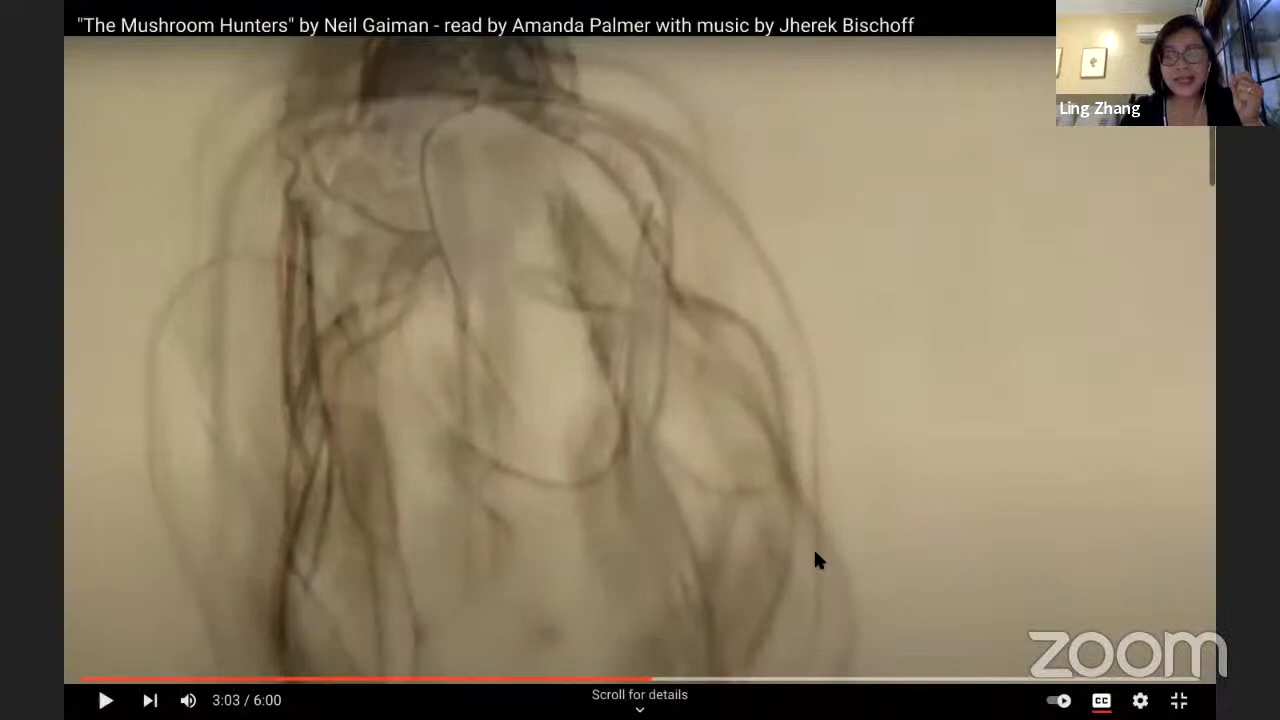 "The Mushroom Hunters" by Neil Gaiman - read by Amanda Palmer with music by Jherek Bischoff
Ling Zhang
zoom
3:03 / 6:00
Scroll for details
CC